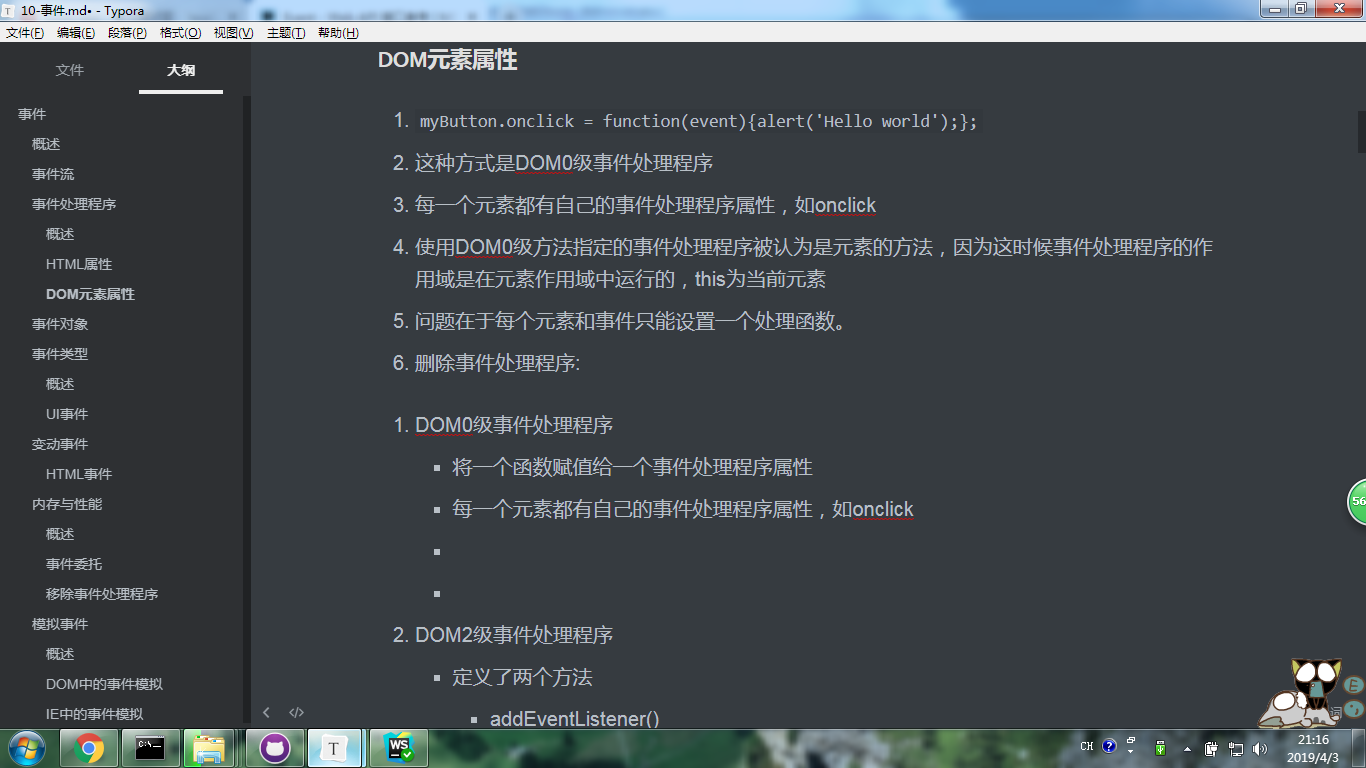 10-事件.md• - Typora
文件(F) 编辑(E) 段落(P) 格式(O) 视图(V) 主题(T) 帮助(H)
文件 大纲
事件
概述
事件流
事件处理程序
概述
HTML属性
DOM元素属性
事件对象
事件类型
概述
UI事件
变动事件
HTML事件
内存与性能
概述
事件委托
移除事件处理程序
模拟事件
概述
DOM中的事件模拟
IE中的事件模拟
DOM元素属性
1. myButton.onclick = function(event){alert('Hello world');};
2. 这种方式是DOM0级事件处理程序
3. 每一个元素都有自己的事件处理程序属性，如onclick
4. 使用DOM0级方法指定的事件处理程序被认为是元素的方法，因为这时候事件处理程序的作
用域是在元素作用域中运行的，this为当前元素
5. 问题在于每个元素和事件只能设置一个处理函数。
6. 删除事件处理程序:
1. DOM0级事件处理程序
将一个函数赋值给一个事件处理程序属性
每一个元素都有自己的事件处理程序属性，如onclick
2. DOM2级事件处理程序
定义了两个方法
addEventListener()
56
E
词
T
WS
CH
21:16
2019/4/3